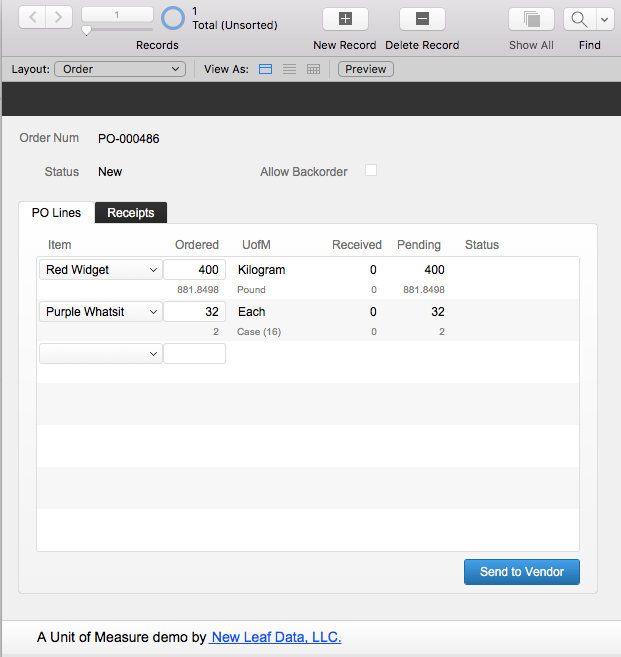 1
1
Total (Unsorted)
Records
New Record
Delete Record
Show All
Find
Layout: Order
View As:
Preview
Order Num PO-000486
Status New
Allow Backorder
PO Lines
Receipts
Item Ordered UofM Received Pending Status
Red Widget 400 Kilogram 0 400
881.8498 Pound 0 881.8498
Purple Whatsit 32 Each 0 32
2 Case (16) 0 2
Send to Vendor
A Unit of Measure demo by New Leaf Data, LLC.